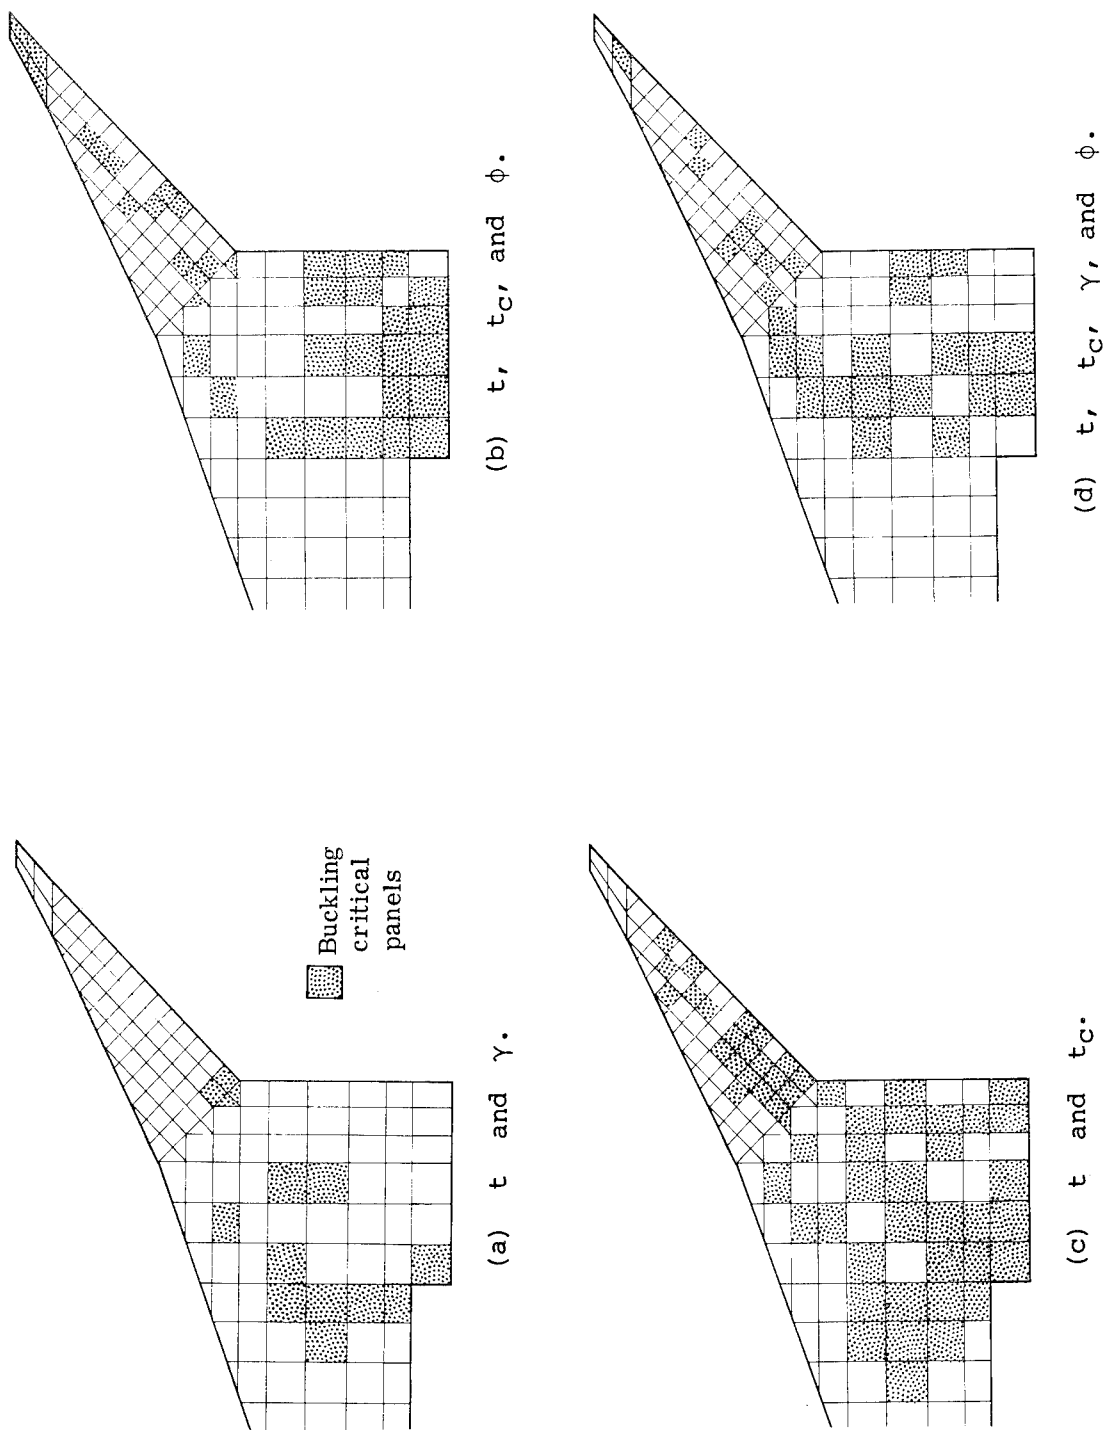 (a) t and γ.
Buckling
critical
panels
(b) t, t_c, and φ.
(c) t and t_c.
(d) t, t_c, γ, and φ.